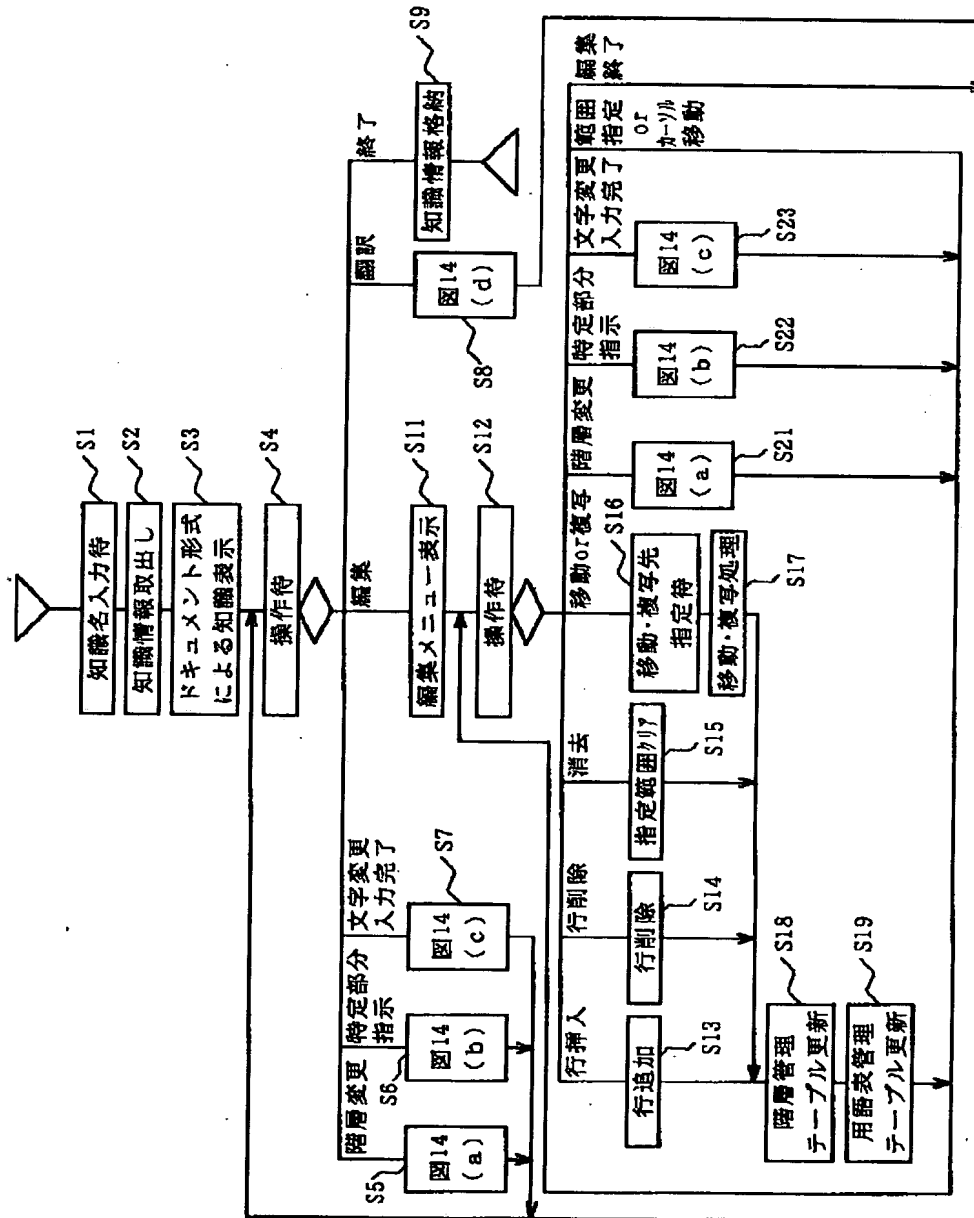 S1
知識名入力待
S2
知識情報取出し
S3
ドキュメント形式
による知識表示
S4
操作待
階層変更
特定部分
指示
文字変更
入力完了
編集
翻訳
終了
S5
図14
(a)
S6
図14
(b)
S7
図14
(c)
S8
図14
(d)
S9
知識情報格納
S11
編集メニュー表示
S12
操作待
行挿入
行削除
消去
移動or複写
階層変更
特定部分
指示
文字変更
入力完了
範囲
指定
or
カーソル
移動
編集
終了
S13
行追加
S14
行削除
S15
指定範囲クリア
S16
移動・複写先
指定待
S17
移動・複写処理
S21
図14
(a)
S22
図14
(b)
S23
図14
(c)
S18
階層管理
テーブル更新
S19
用語表管理
テーブル更新